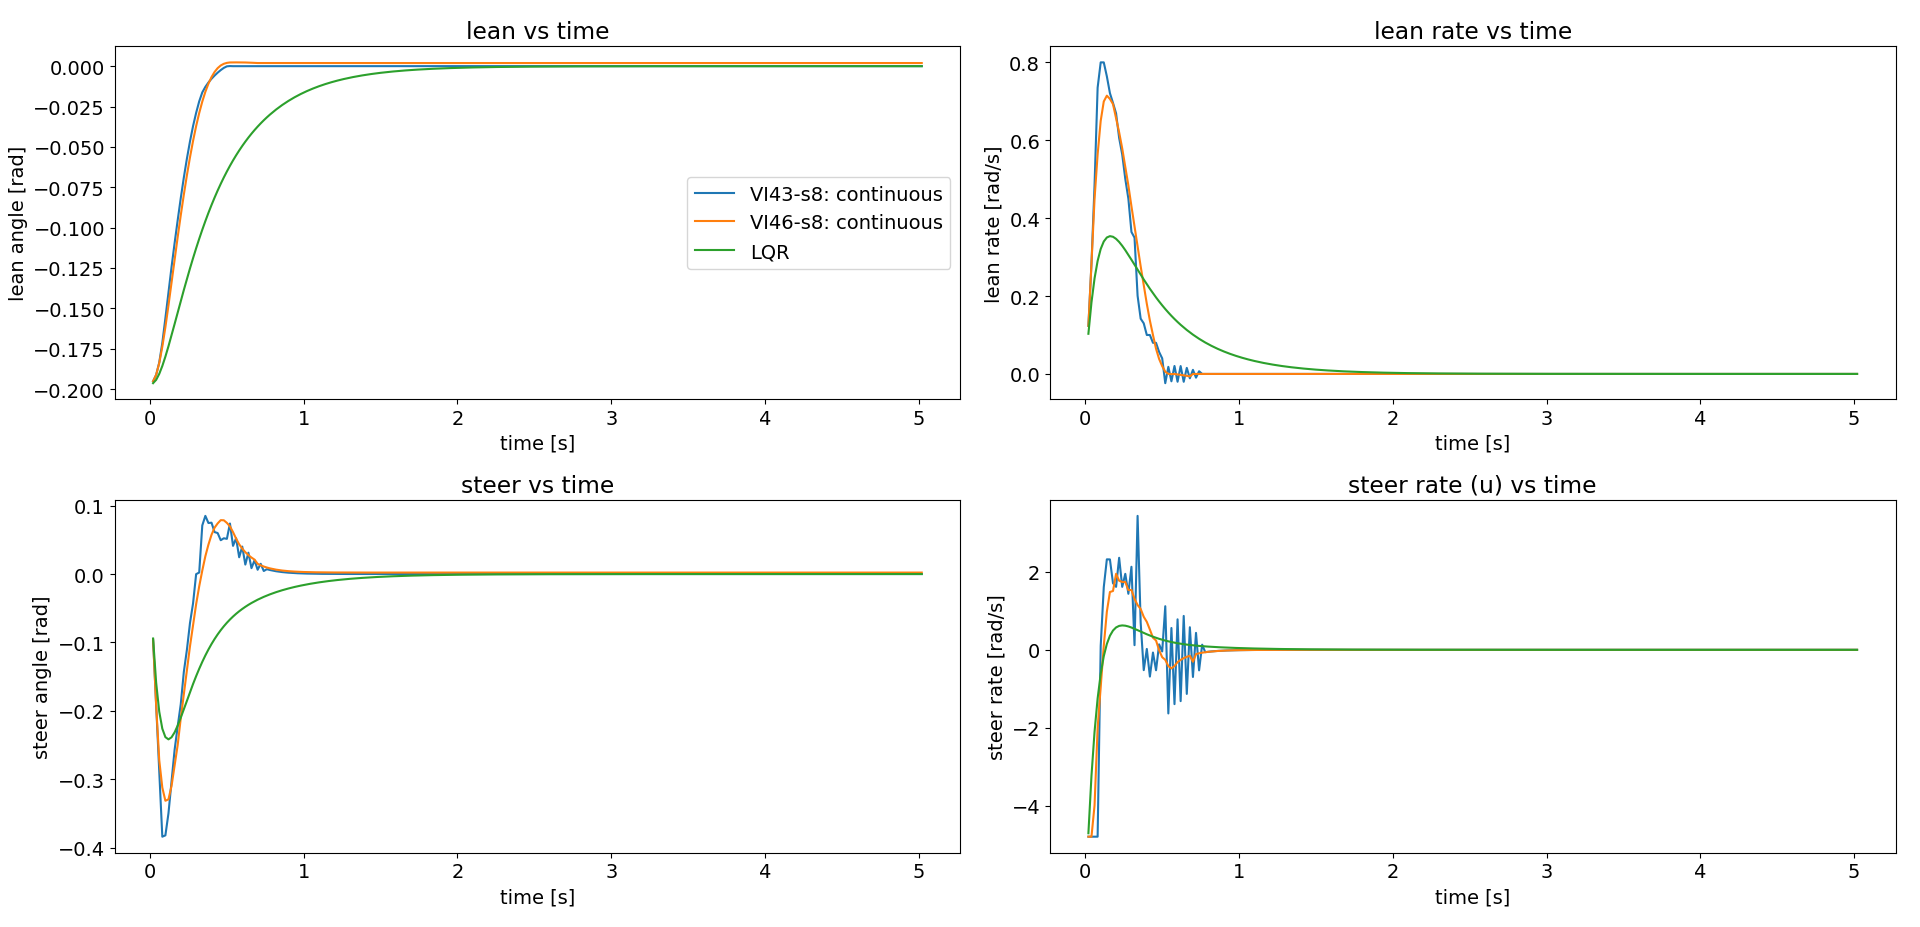 lean vs time
lean angle [rad]
0.000
−0.025
−0.050
−0.075
−0.100
−0.125
−0.150
−0.175
−0.200
VI43-s8: continuous
VI46-s8: continuous
LQR
0 1 2 3 4 5
time [s]
lean rate vs time
lean rate [rad/s]
0.8
0.6
0.4
0.2
0.0
0 1 2 3 4 5
time [s]
steer vs time
steer angle [rad]
0.1
0.0
−0.1
−0.2
−0.3
−0.4
0 1 2 3 4 5
time [s]
steer rate (u) vs time
steer rate [rad/s]
2
0
−2
−4
0 1 2 3 4 5
time [s]